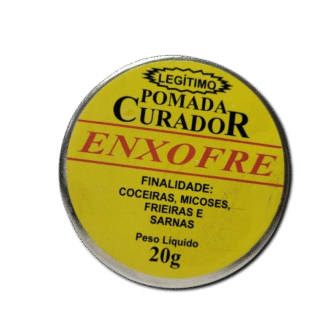 LEGÍTIMO
POMADA
CURADOR
ENXOFRE
FINALIDADE:
COCEIRAS, MICOSES,
FRIEIRAS E
SARNAS
Peso Líquido
20g